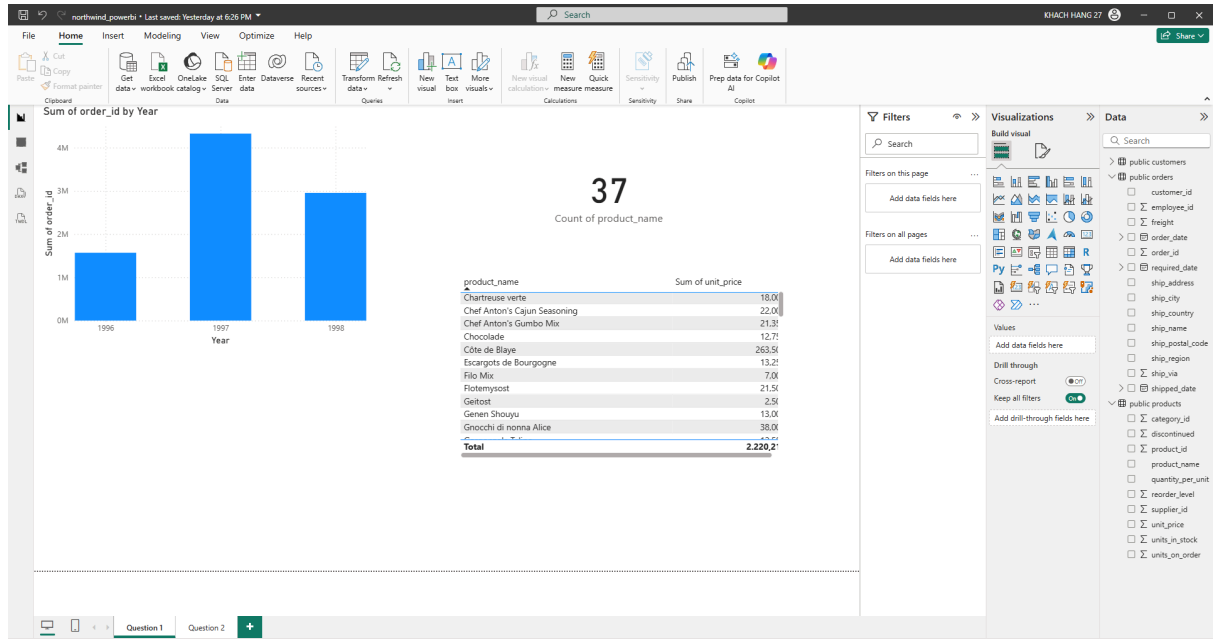 northwind_powerbi • Last saved: Yesterday at 6:26 PM
Search
KHACH HANG 27
File Home Insert Modeling View Optimize Help
Share
Paste
Cut
Copy
Format painter
Clipboard
Get data
Excel workbook
OneLake catalog
SQL Server
Enter data
Dataverse
Recent sources
Data
Transform data
Refresh
Queries
New visual
Text box
More visuals
Insert
New visual calculation
New measure
Quick measure
Calculations
Sensitivity
Sensitivity
Publish
Share
Prep data for Copilot AI
Copilot
Sum of order_id by Year
Sum of order_id
4M
3M
2M
1M
0M
1996 1997 1998
Year
37
Count of product_name
product_name Sum of unit_price
Chartreuse verte 18,00
Chef Anton's Cajun Seasoning 22,00
Chef Anton's Gumbo Mix 21,35
Chocolade 12,75
Côte de Blaye 263,50
Escargots de Bourgogne 13,25
Filo Mix 7,00
Flotemysost 21,50
Geitost 2,50
Genen Shouyu 13,00
Gnocchi di nonna Alice 38,00
Total 2.220,21
Filters
Search
Filters on this page ...
Add data fields here
Filters on all pages ...
Add data fields here
Visualizations
Build visual
123
R
Py
...
Values
Add data fields here
Drill through
Cross-report Off
Keep all filters On
Add drill-through fields here
Data
Search
public customers
public orders
customer_id
employee_id
freight
order_date
order_id
required_date
ship_address
ship_city
ship_country
ship_name
ship_postal_code
ship_region
ship_via
shipped_date
public products
category_id
discontinued
product_id
product_name
quantity_per_unit
reorder_level
supplier_id
unit_price
units_in_stock
units_on_order
Question 1 Question 2 +